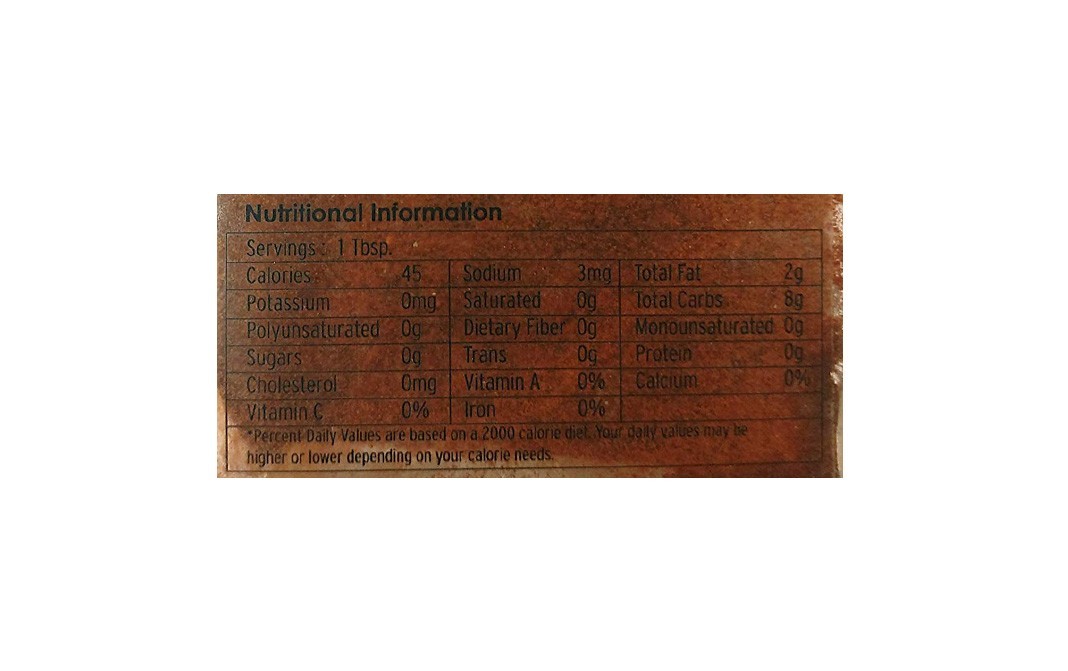 Nutritional Information
Servings : 1 Tbsp.
Calories 45 Sodium 3mg Total Fat 2g
Potassium 0mg Saturated 0g Total Carbs 8g
Polyunsaturated 0g Dietary Fiber 0g Monounsaturated 0g
Sugars 0g Trans 0g Protein 0g
Cholesterol 0mg Vitamin A 0% Calcium 0%
Vitamin C 0% Iron 0%
*Percent Daily Values are based on a 2000 calorie diet. Your daily values may be
higher or lower depending on your calorie needs.